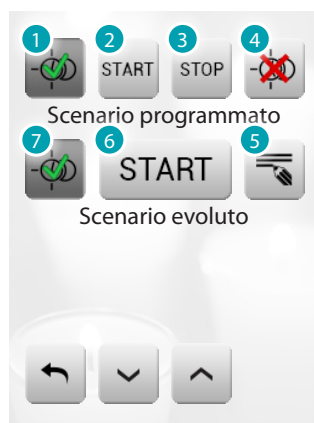 1 2 3 4
START STOP
Scenario programmato
7 6 5
START
Scenario evoluto